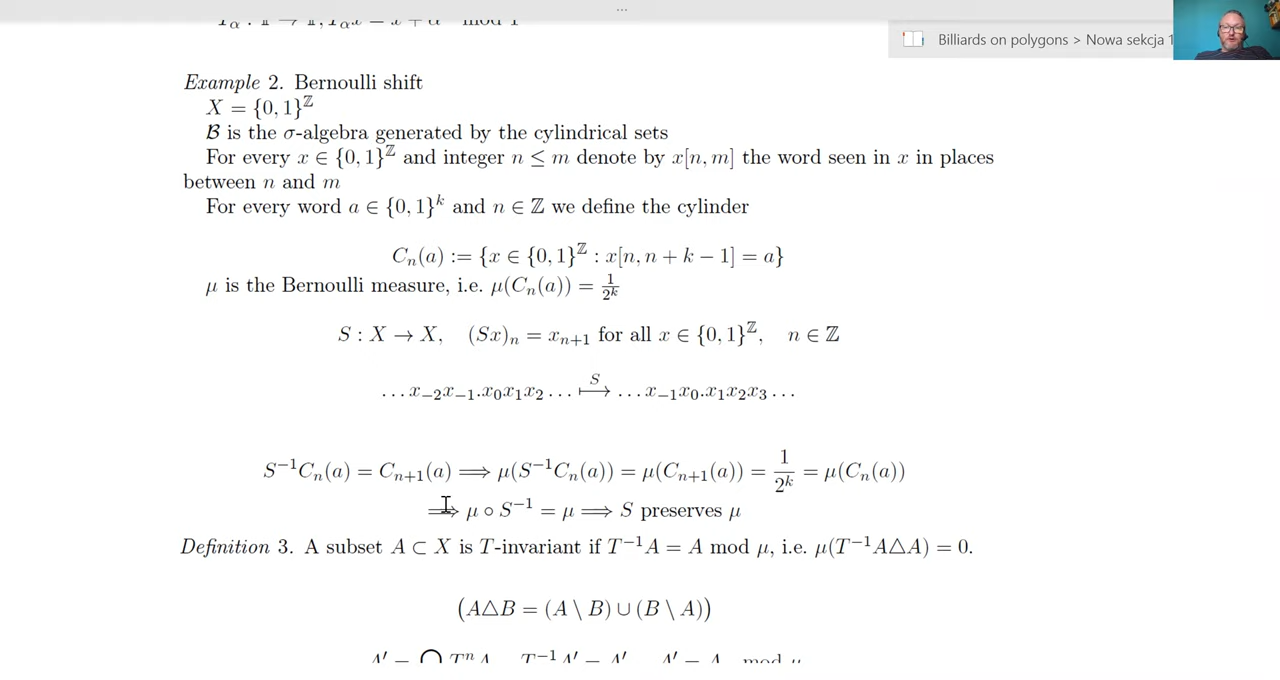 ...
Billiards on polygons > Nowa sekcja 1
Example 2. Bernoulli shift
X = {0, 1}^ℤ
ℬ is the σ-algebra generated by the cylindrical sets
For every x ∈ {0, 1}^ℤ and integer n ≤ m denote by x[n, m] the word seen in x in places
between n and m
For every word a ∈ {0, 1}^k and n ∈ ℤ we define the cylinder
C_n(a) := {x ∈ {0, 1}^ℤ : x[n, n + k − 1] = a}
μ is the Bernoulli measure, i.e. μ(C_n(a)) = 1/2^k
S : X → X, (Sx)_n = x_{n+1} for all x ∈ {0, 1}^ℤ, n ∈ ℤ
... x_{−2}x_{−1}.x_0x_1x_2 ... ⟼^S ... x_{−1}x_0.x_1x_2x_3 ...
S^{−1}C_n(a) = C_{n+1}(a) ⟹ μ(S^{−1}C_n(a)) = μ(C_{n+1}(a)) = 1/2^k = μ(C_n(a))
⟹ μ ∘ S^{−1} = μ ⟹ S preserves μ
Definition 3. A subset A ⊂ X is T-invariant if T^{−1}A = A mod μ, i.e. μ(T^{−1}A△A) = 0.
(A△B = (A \ B) ∪ (B \ A))